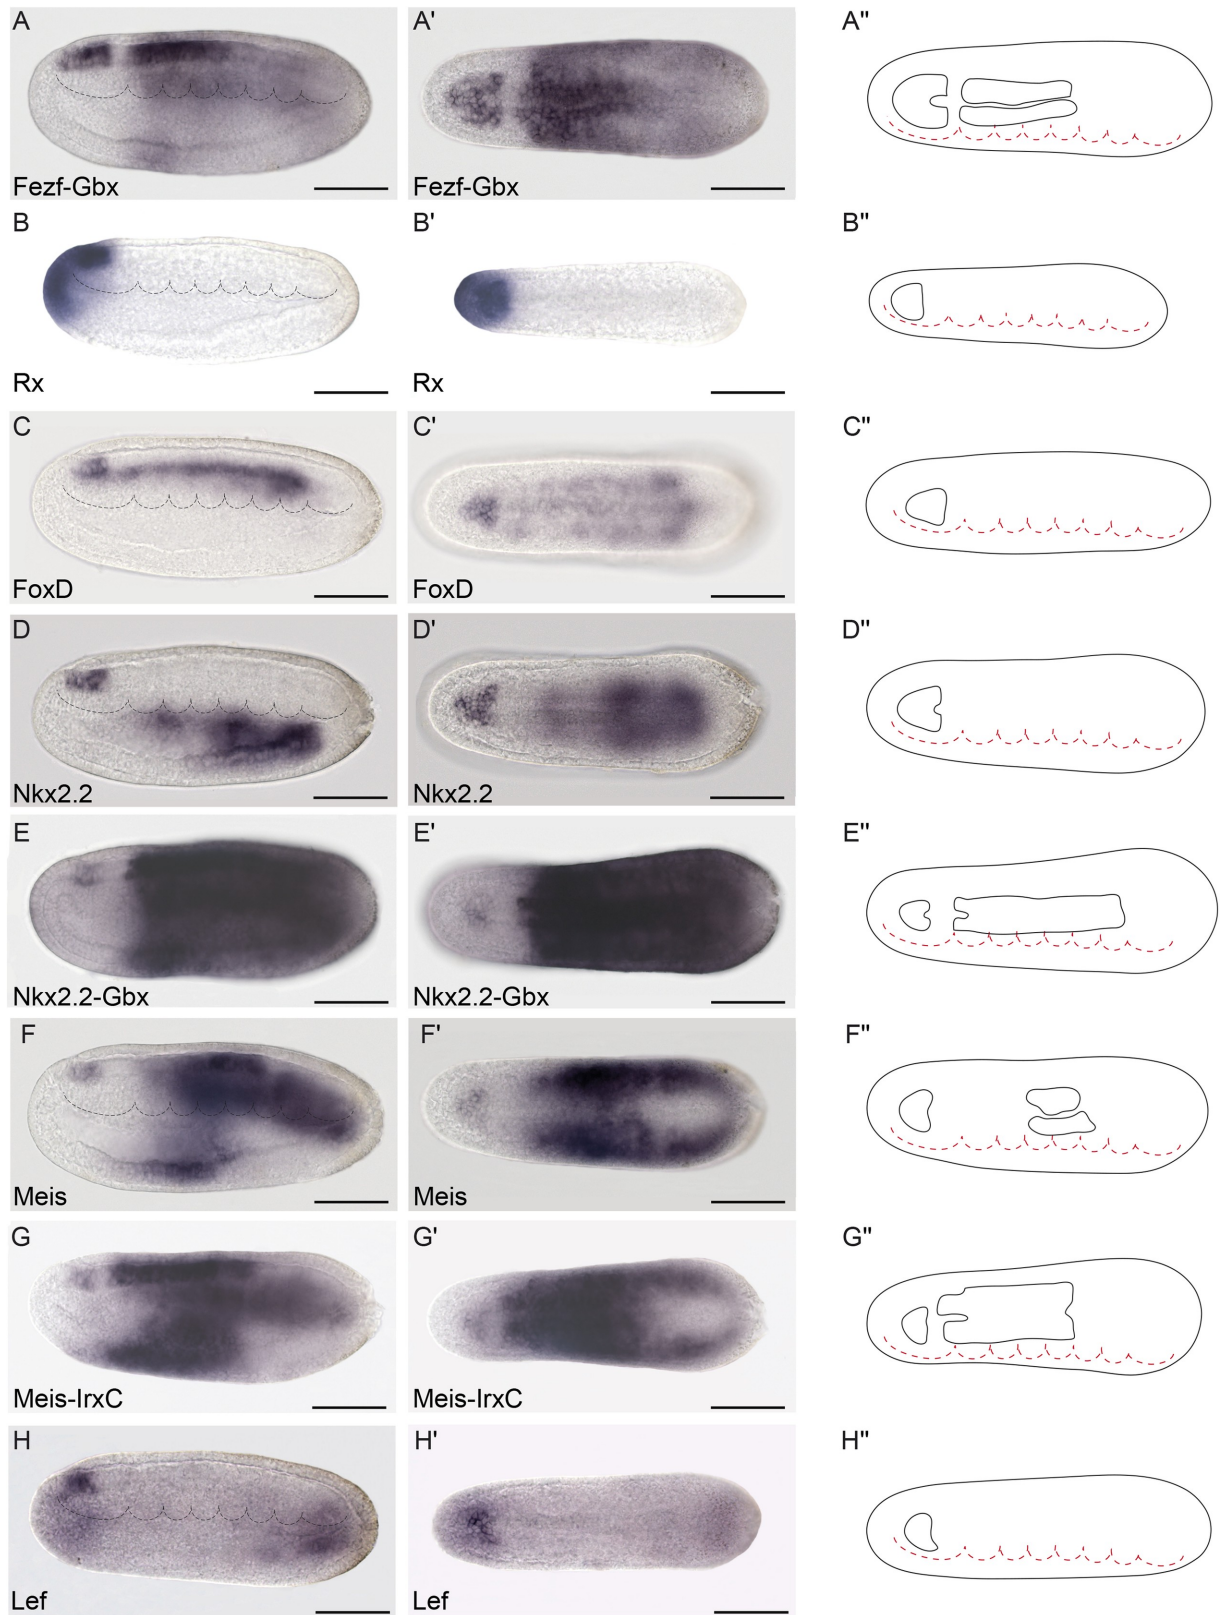 A A' A"
Fezf-Gbx Fezf-Gbx
B B' B"
Rx Rx
C C' C"
FoxD FoxD
D D' D"
Nkx2.2 Nkx2.2
E E' E"
Nkx2.2-Gbx Nkx2.2-Gbx
F F' F"
Meis Meis
G G' G"
Meis-IrxC Meis-IrxC
H H' H"
Lef Lef